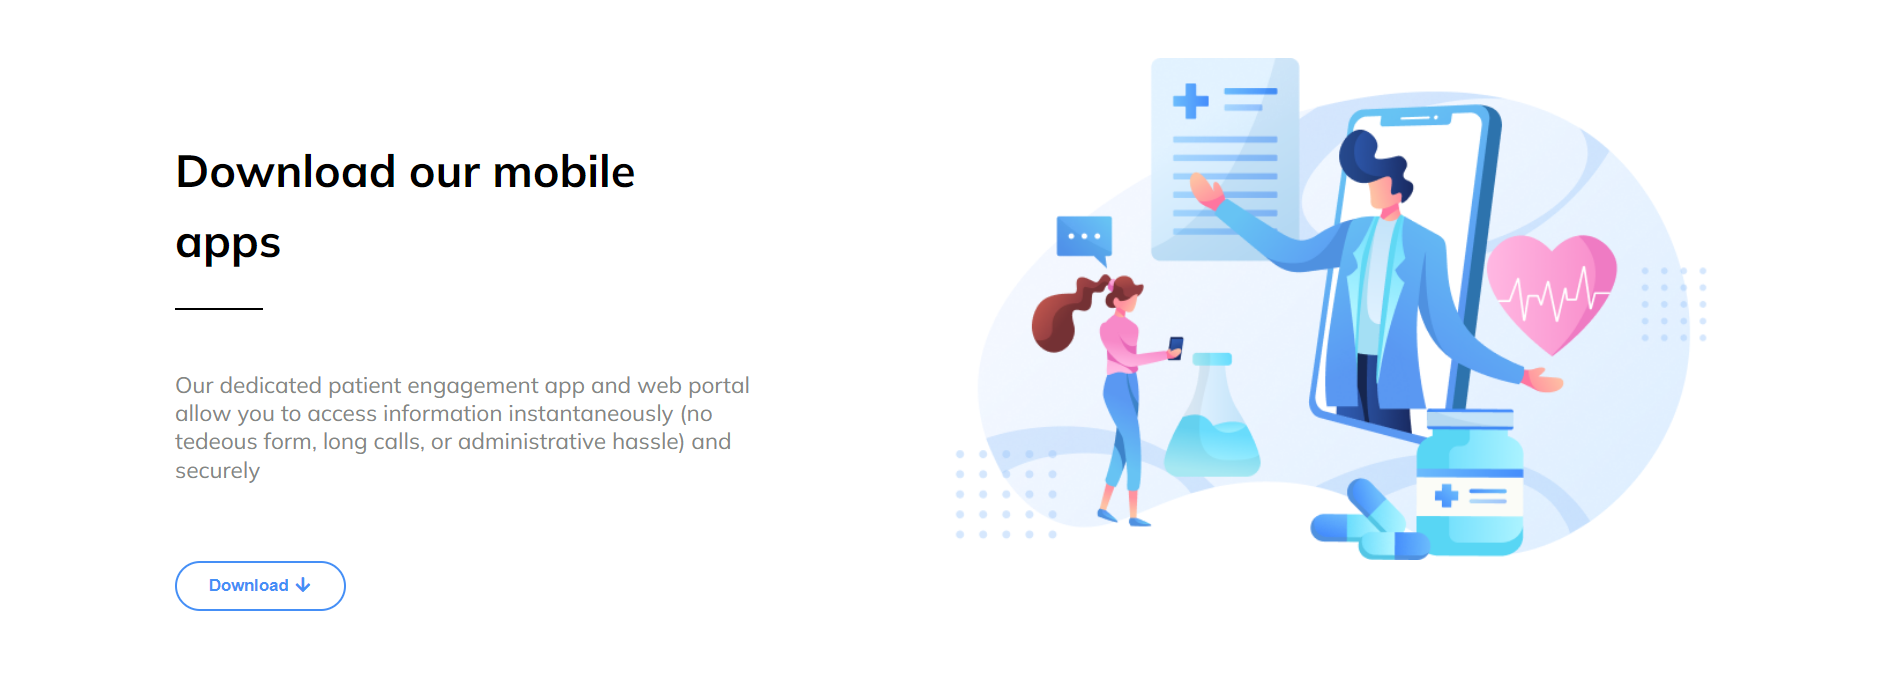 Download our mobile
apps
Our dedicated patient engagement app and web portal
allow you to access information instantaneously (no
tedeous form, long calls, or administrative hassle) and
securely
Download